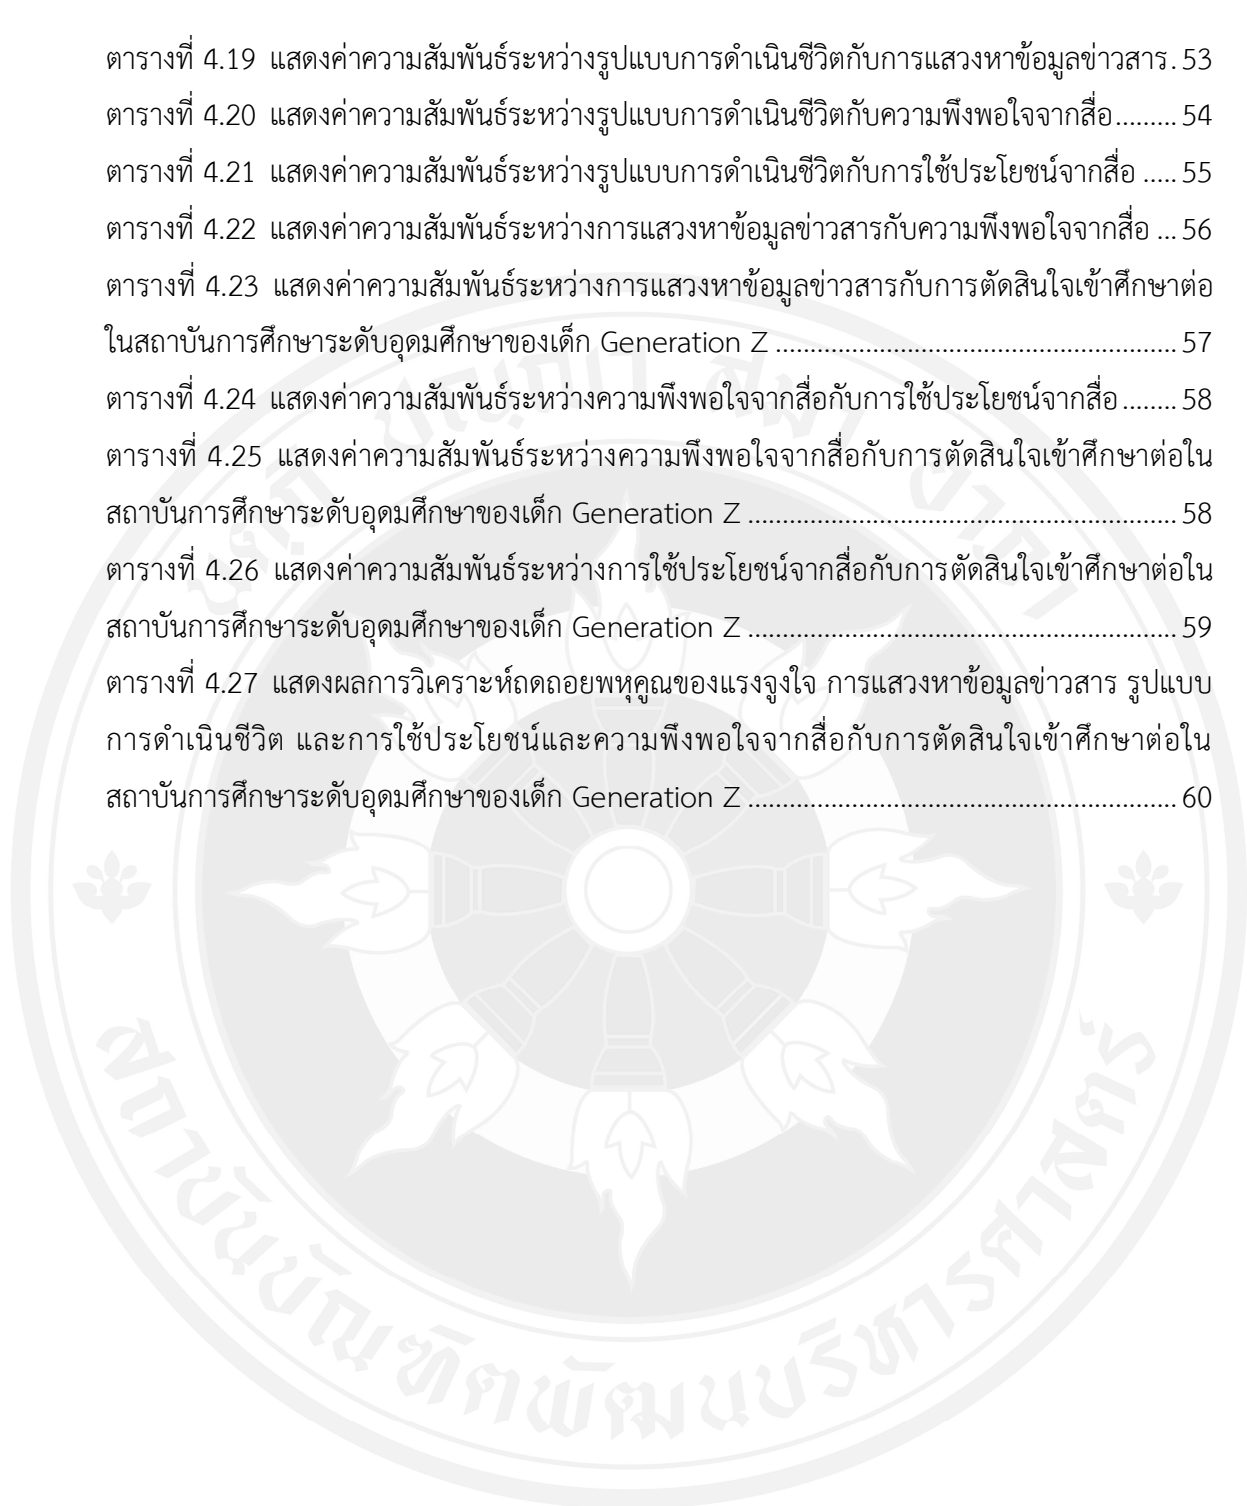 ตารางที่ 4.19 แสดงค่าความสัมพันธ์ระหว่างรูปแบบการดำเนินชีวิตกับการแสวงหาข้อมูลข่าวสาร. 53
ตารางที่ 4.20 แสดงค่าความสัมพันธ์ระหว่างรูปแบบการดำเนินชีวิตกับความพึงพอใจจากสื่อ......... 54
ตารางที่ 4.21 แสดงค่าความสัมพันธ์ระหว่างรูปแบบการดำเนินชีวิตกับการใช้ประโยชน์จากสื่อ ..... 55
ตารางที่ 4.22 แสดงค่าความสัมพันธ์ระหว่างการแสวงหาข้อมูลข่าวสารกับความพึงพอใจจากสื่อ ... 56
ตารางที่ 4.23 แสดงค่าความสัมพันธ์ระหว่างการแสวงหาข้อมูลข่าวสารกับการตัดสินใจเข้าศึกษาต่อ
ในสถาบันการศึกษาระดับอุดมศึกษาของเด็ก Generation Z .......................................................... 57
ตารางที่ 4.24 แสดงค่าความสัมพันธ์ระหว่างความพึงพอใจจากสื่อกับการใช้ประโยชน์จากสื่อ........ 58
ตารางที่ 4.25 แสดงค่าความสัมพันธ์ระหว่างความพึงพอใจจากสื่อกับการตัดสินใจเข้าศึกษาต่อใน
สถาบันการศึกษาระดับอุดมศึกษาของเด็ก Generation Z .............................................................. 58
ตารางที่ 4.26 แสดงค่าความสัมพันธ์ระหว่างการใช้ประโยชน์จากสื่อกับการตัดสินใจเข้าศึกษาต่อใน
สถาบันการศึกษาระดับอุดมศึกษาของเด็ก Generation Z .............................................................. 59
ตารางที่ 4.27 แสดงผลการวิเคราะห์ถดถอยพหุคูณของแรงจูงใจ การแสวงหาข้อมูลข่าวสาร รูปแบบ
การดำเนินชีวิต และการใช้ประโยชน์และความพึงพอใจจากสื่อกับการตัดสินใจเข้าศึกษาต่อใน
สถาบันการศึกษาระดับอุดมศึกษาของเด็ก Generation Z .............................................................. 60
สถาบันบัณฑิตพัฒนบริหารศาสตร์